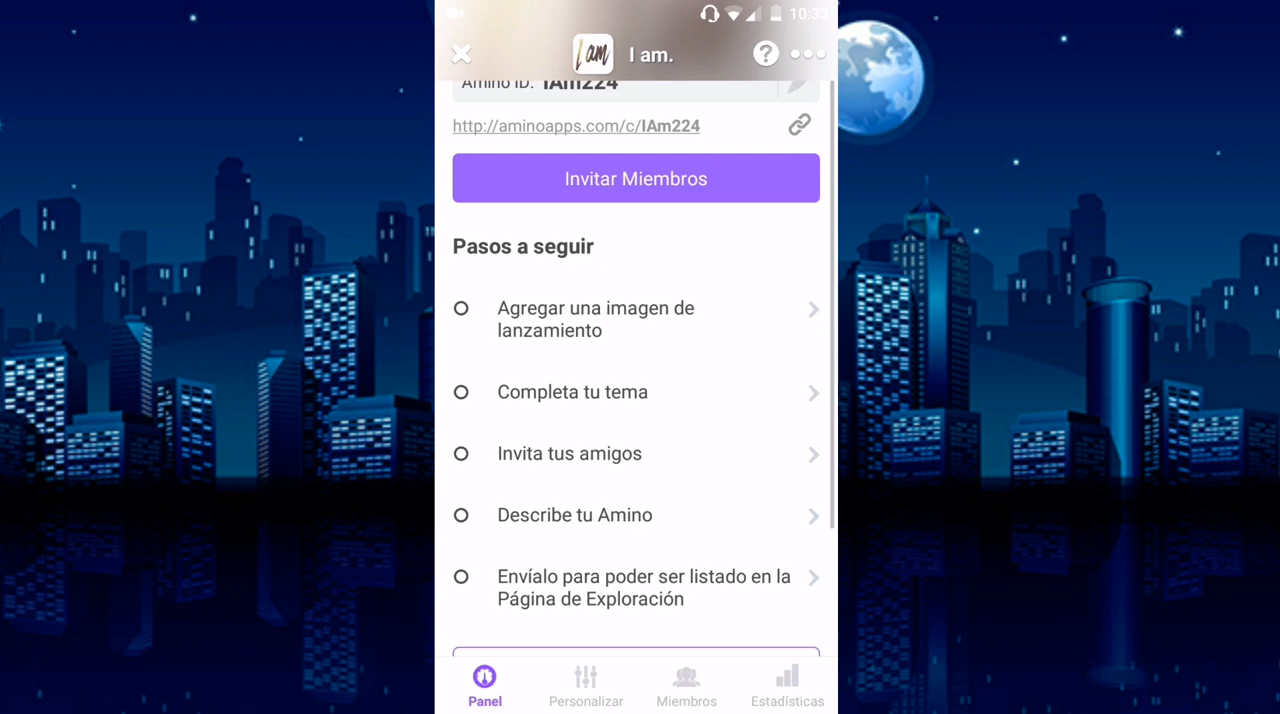 10:33
I am
I am.
Amino ID: IAm224
http://aminoapps.com/c/IAm224
Invitar Miembros
Pasos a seguir
Agregar una imagen de
lanzamiento
Completa tu tema
Invita tus amigos
Describe tu Amino
Envíalo para poder ser listado en la
Página de Exploración
Panel
Personalizar
Miembros
Estadísticas